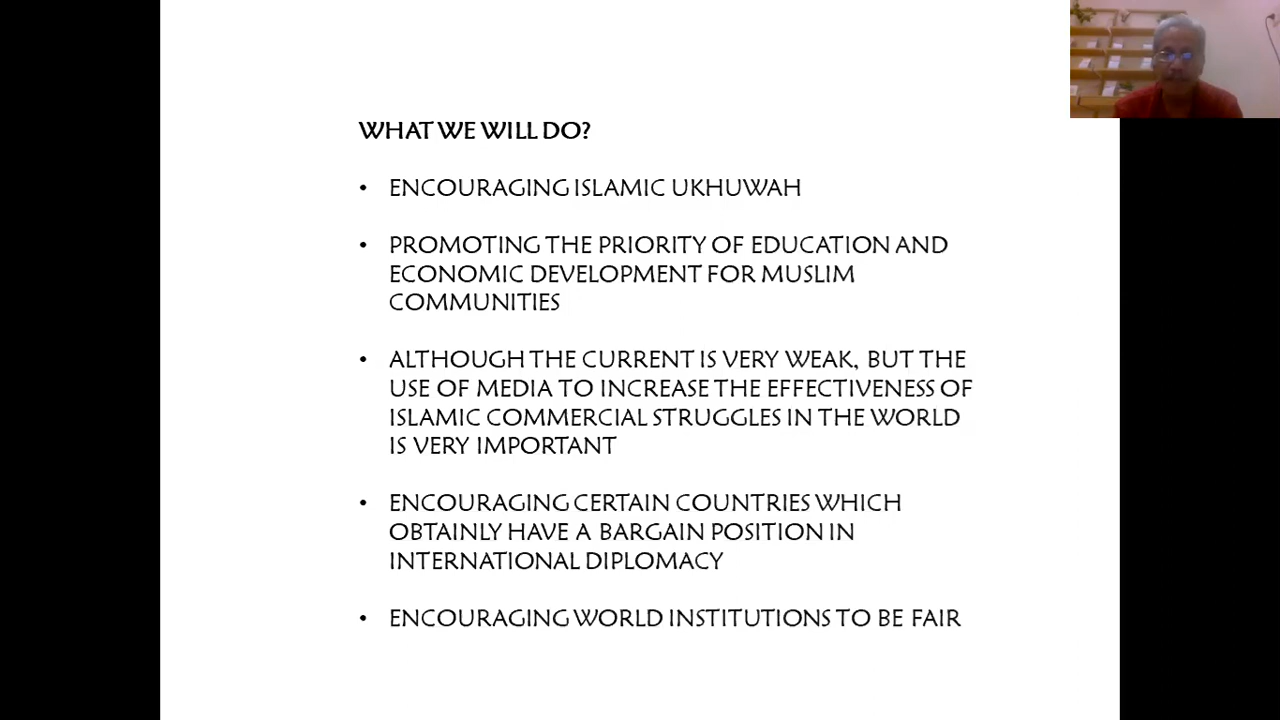 WHAT WE WILL DO?
• ENCOURAGING ISLAMIC UKHUWAH
• PROMOTING THE PRIORITY OF EDUCATION AND
ECONOMIC DEVELOPMENT FOR MUSLIM
COMMUNITIES
• ALTHOUGH THE CURRENT IS VERY WEAK, BUT THE
USE OF MEDIA TO INCREASE THE EFFECTIVENESS OF
ISLAMIC COMMERCIAL STRUGGLES IN THE WORLD
IS VERY IMPORTANT
• ENCOURAGING CERTAIN COUNTRIES WHICH
OBTAINLY HAVE A BARGAIN POSITION IN
INTERNATIONAL DIPLOMACY
• ENCOURAGING WORLD INSTITUTIONS TO BE FAIR